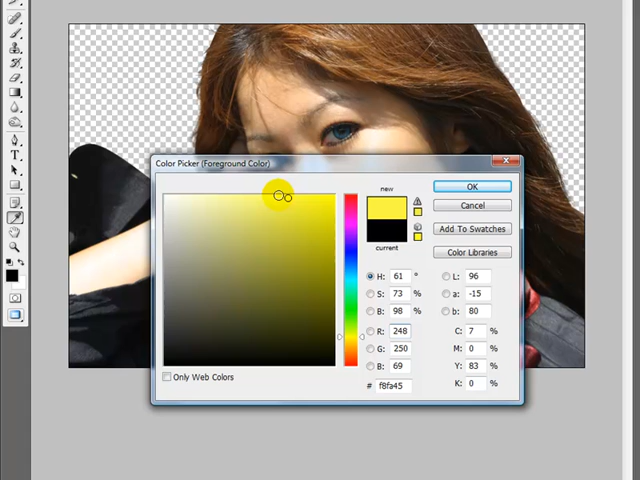 Color Picker (Foreground Color)
new
current
OK
Cancel
Add To Swatches
Color Libraries
H: 61 °
S: 73 %
B: 98 %
R: 248
G: 250
B: 69
# f8fa45
L: 96
a: -15
b: 80
C: 7 %
M: 0 %
Y: 83 %
K: 0 %
Only Web Colors
T